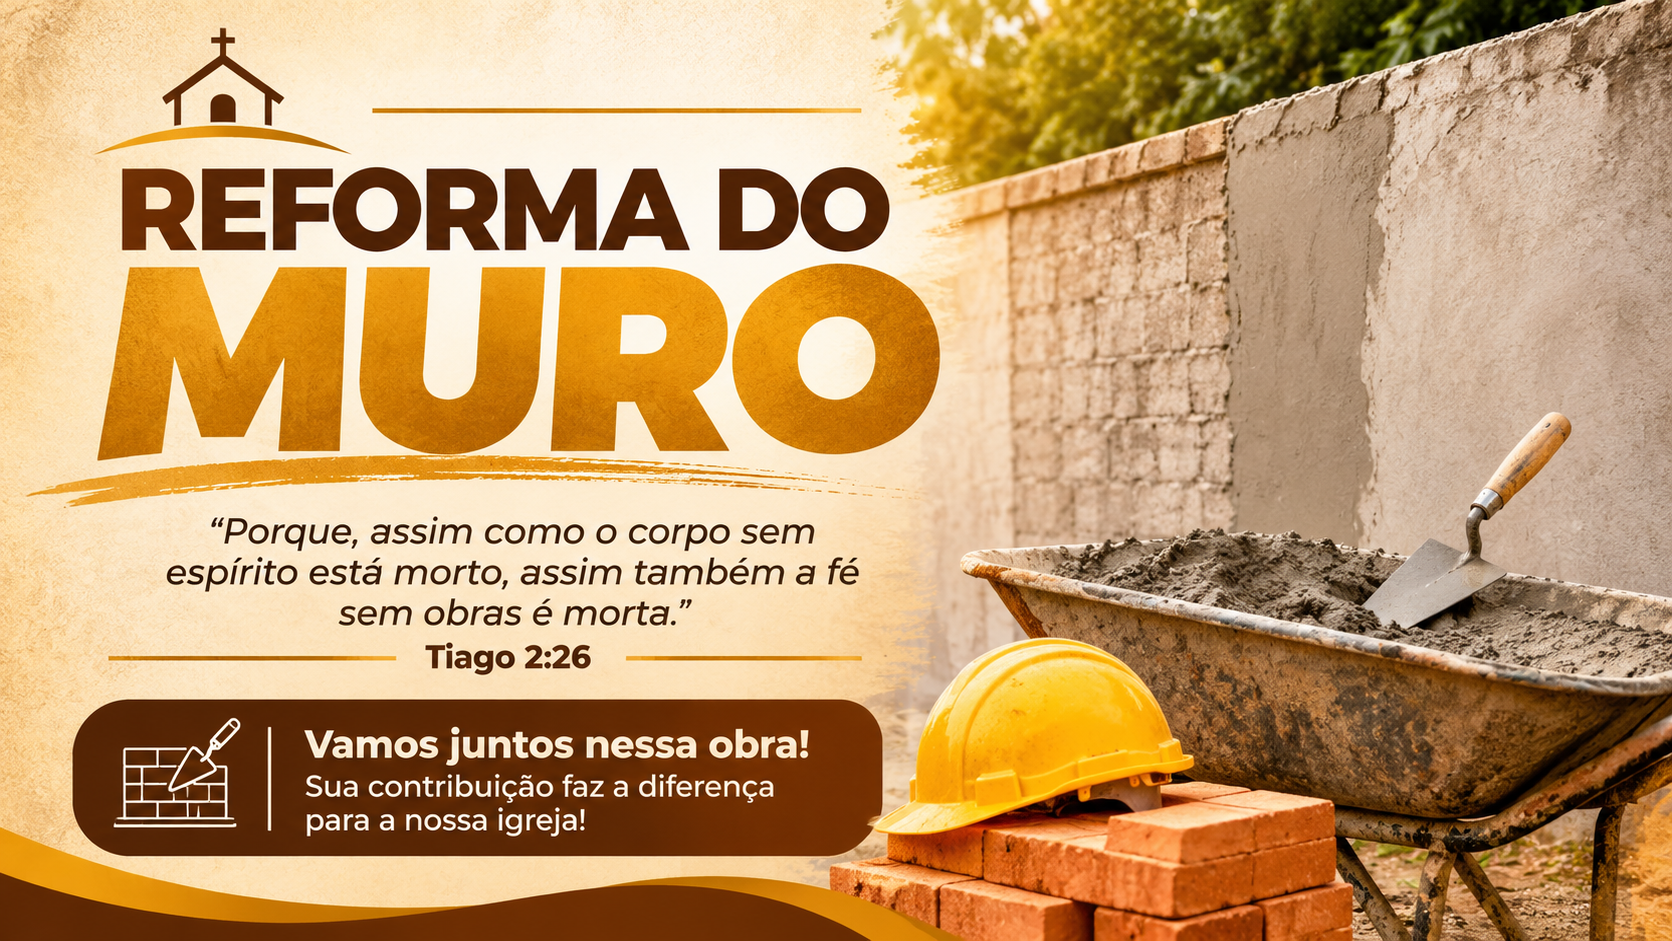 REFORMA DO
MURO
“Porque, assim como o corpo sem
espírito está morto, assim também a fé
sem obras é morta.”
Tiago 2:26
Vamos juntos nessa obra!
Sua contribuição faz a diferença
para a nossa igreja!